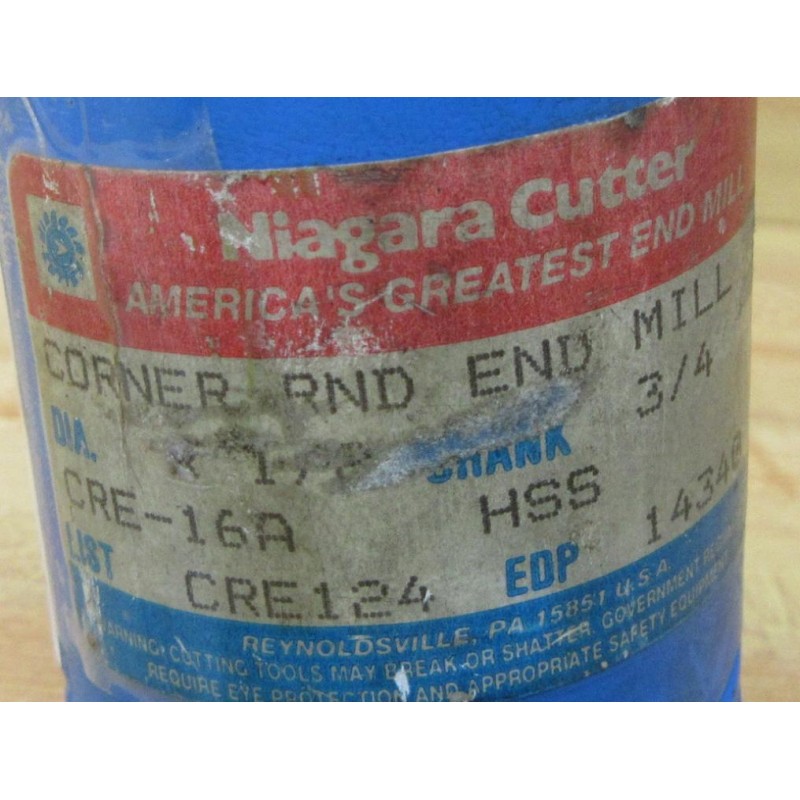 Niagara Cutter
AMERICA'S GREATEST END MILL
CORNER RND END MILL
DIA. SHANK 3/4
CRE-16A HSS
LIST CRE124 EDP
REYNOLDSVILLE, PA 15851 U.S.A.
WARNING: CUTTING TOOLS MAY BREAK OR SHATTER. GOVERNMENT
REQUIRE EYE PROTECTION AND APPROPRIATE SAFETY